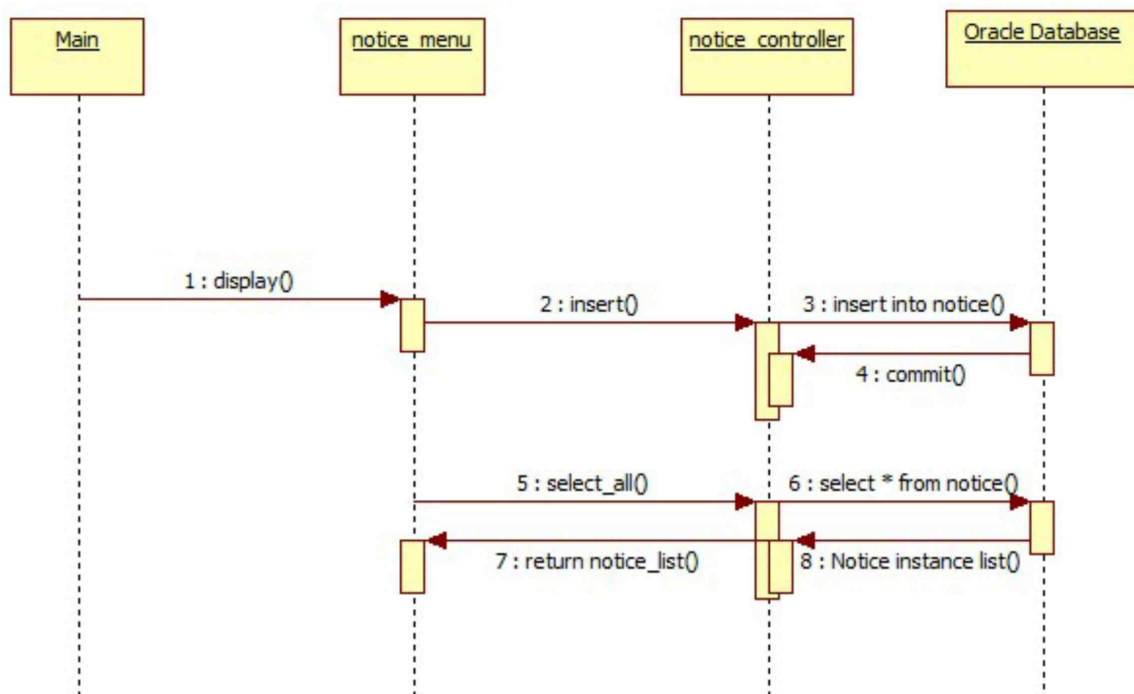 Main
notice_menu
notice_controller
Oracle Database
1 : display()
2 : insert()
3 : insert into notice()
4 : commit()
5 : select_all()
6 : select * from notice()
7 : return notice_list()
8 : Notice instance list()